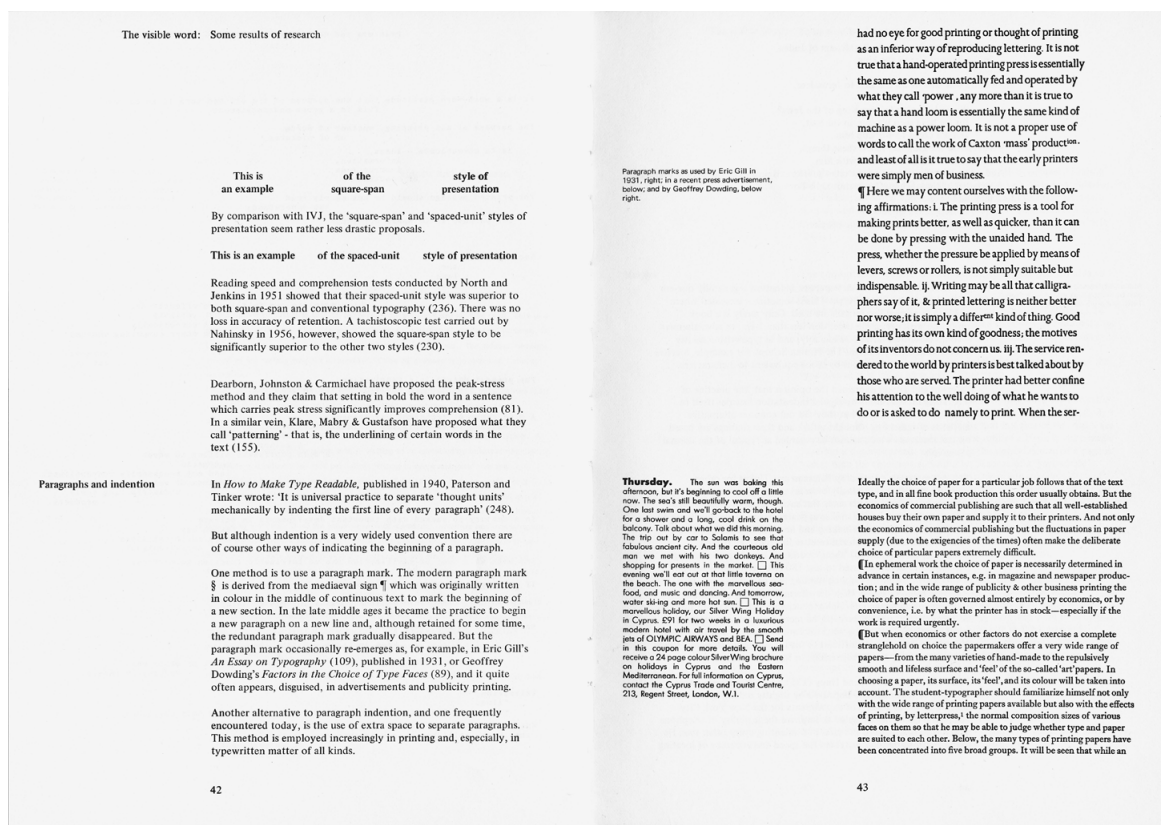 The visible word: Some results of research
This is of the style of
an example square-span presentation
By comparison with IVJ, the ‘square-span’ and ‘spaced-unit’ styles of
presentation seem rather less drastic proposals.
This is an example of the spaced-unit style of presentation
Reading speed and comprehension tests conducted by North and
Jenkins in 1951 showed that their spaced-unit style was superior to
both square-span and conventional typography (236). There was no
loss in accuracy of retention. A tachistoscopic test carried out by
Nahinsky in 1956, however, showed the square-span style to be
significantly superior to the other two styles (230).
Dearborn, Johnston & Carmichael have proposed the peak-stress
method and they claim that setting in bold the word in a sentence
which carries peak stress significantly improves comprehension (81).
In a similar vein, Klare, Mabry & Gustafson have proposed what they
call ‘patterning’ - that is, the underlining of certain words in the
text (155).
Paragraphs and indention
In How to Make Type Readable, published in 1940, Paterson and
Tinker wrote: ‘It is universal practice to separate ‘thought units’
mechanically by indenting the first line of every paragraph’ (248).
But although indention is a very widely used convention there are
of course other ways of indicating the beginning of a paragraph.
One method is to use a paragraph mark. The modern paragraph mark
§ is derived from the mediaeval sign ¶ which was originally written
in colour in the middle of continuous text to mark the beginning of
a new section. In the late middle ages it became the practice to begin
a new paragraph on a new line and, although retained for some time,
the redundant paragraph mark gradually disappeared. But the
paragraph mark occasionally re-emerges as, for example, in Eric Gill’s
An Essay on Typography (109), published in 1931, or Geoffrey
Dowding’s Factors in the Choice of Type Faces (89), and it quite
often appears, disguised, in advertisements and publicity printing.
Another alternative to paragraph indention, and one frequently
encountered today, is the use of extra space to separate paragraphs.
This method is employed increasingly in printing and, especially, in
typewritten matter of all kinds.
42
Paragraph marks as used by Eric Gill in
1931, right; in a recent press advertisement,
below; and by Geoffrey Dowding, below
right.
had no eye for good printing or thought of printing
as an inferior way of reproducing lettering. It is not
true that a hand-operated printing press is essentially
the same as one automatically fed and operated by
what they call ‘power , any more than it is true to
say that a hand loom is essentially the same kind of
machine as a power loom. It is not a proper use of
words to call the work of Caxton ‘mass’ production.
and least of all is it true to say that the early printers
were simply men of business.
¶ Here we may content ourselves with the follow-
ing affirmations: i. The printing press is a tool for
making prints better, as well as quicker, than it can
be done by pressing with the unaided hand. The
press, whether the pressure be applied by means of
levers, screws or rollers, is not simply suitable but
indispensable. ij. Writing may be all that calligra-
phers say of it, & printed lettering is neither better
nor worse; it is simply a different kind of thing. Good
printing has its own kind of goodness; the motives
of its inventors do not concern us. iij. The service ren-
dered to the world by printers is best talked about by
those who are served. The printer had better confine
his attention to the well doing of what he wants to
do or is asked to do namely to print. When the ser-
Thursday. The sun was baking this
afternoon, but it’s beginning to cool off a little
now. The sea’s still beautifully warm, though.
One last swim and we’ll go back to the hotel
for a shower and a long, cool drink on the
balcony. Talk about what we did this morning.
The trip out by car to Salamis to see that
fabulous ancient city. And the courteous old
man we met with his two donkeys. And
shopping for presents in the market. □ This
evening we’ll eat out at that little taverna on
the beach. The one with the marvellous sea-
food, and music and dancing. And tomorrow,
water ski-ing and more hot sun. □ This is a
marvellous holiday, our Silver Wing Holiday
in Cyprus. £91 for two weeks in a luxurious
modern hotel with air travel by the smooth
jets of OLYMPIC AIRWAYS and BEA. □ Send
in this coupon for more details. You will
receive a 24 page colour Silver Wing brochure
on holidays in Cyprus and the Eastern
Mediterranean. For full information on Cyprus,
contact the Cyprus Trade and Tourist Centre,
213, Regent Street, London, W.1.
Ideally the choice of paper for a particular job follows that of the text
type, and in all fine book production this order usually obtains. But the
economics of commercial publishing are such that all well-established
houses buy their own paper and supply it to their printers. And not only
the economics of commercial publishing but the fluctuations in paper
supply (due to the exigencies of the times) often make the deliberate
choice of particular papers extremely difficult.
¶In ephemeral work the choice of paper is necessarily determined in
advance in certain instances, e.g. in magazine and newspaper produc-
tion; and in the wide range of publicity & other business printing the
choice of paper is often governed almost entirely by economics, or by
convenience, i.e. by what the printer has in stock—especially if the
work is required urgently.
¶But when economics or other factors do not exercise a complete
stranglehold on choice the papermakers offer a very wide range of
papers—from the many varieties of hand-made to the repulsively
smooth and lifeless surface and ‘feel’ of the so-called ‘art’ papers. In
choosing a paper, its surface, its ‘feel’, and its colour will be taken into
account. The student-typographer should familiarize himself not only
with the wide range of printing papers available but also with the effects
of printing, by letterpress,¹ the normal composition sizes of various
faces on them so that he may be able to judge whether type and paper
are suited to each other. Below, the many types of printing papers have
been concentrated into five broad groups. It will be seen that while an
43